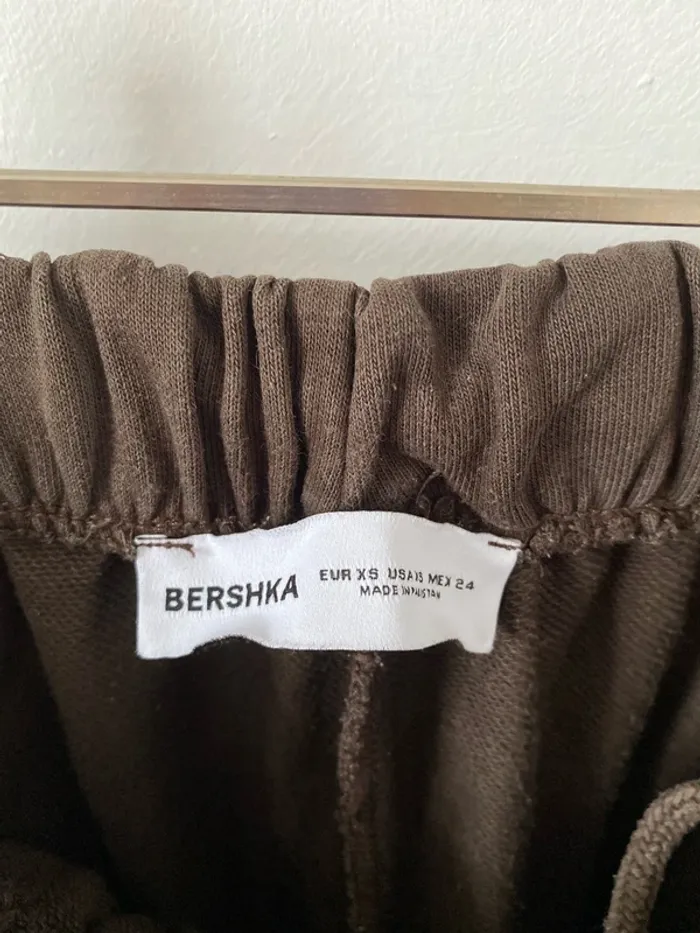 BERSHKA
EUR XS USA XS MEX 24
MADE IN PAKISTAN